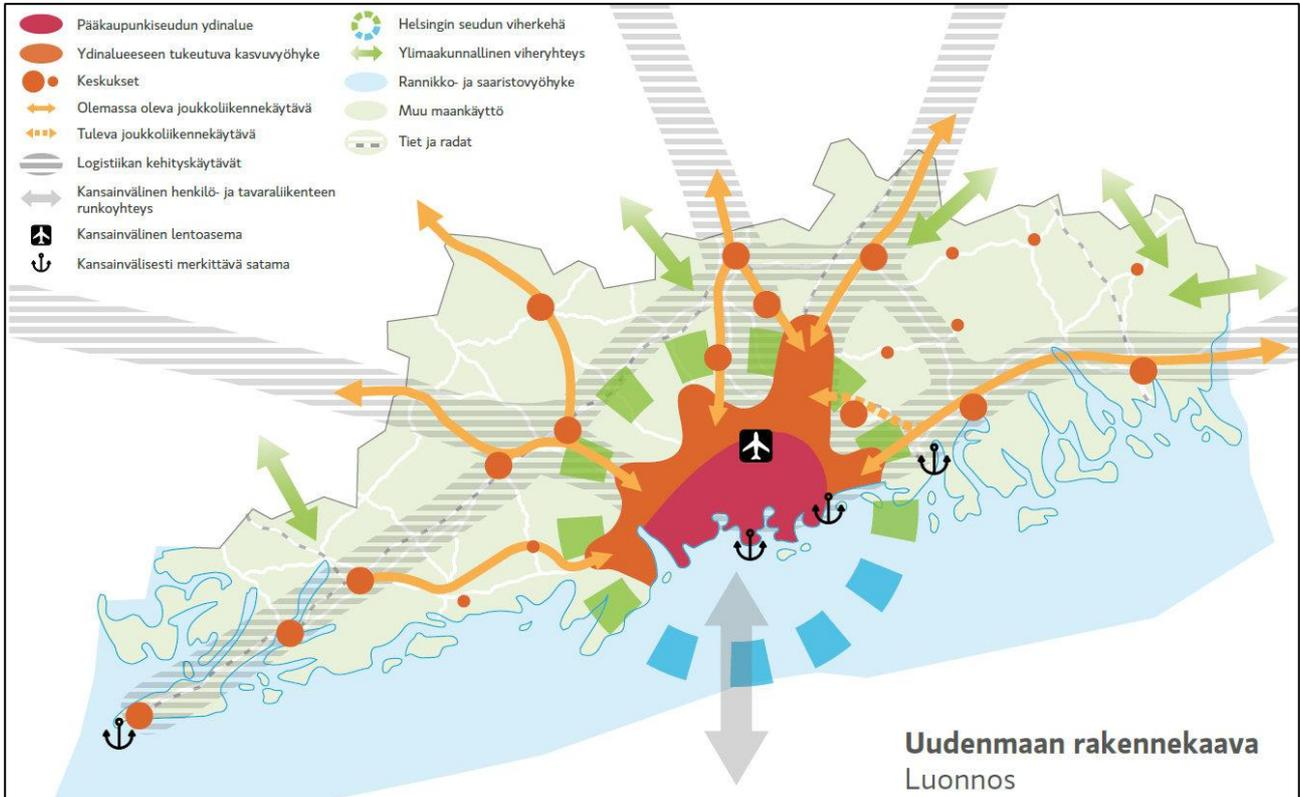 Pääkaupunkiseudun ydinalue
Ydinalueeseen tukeutuva kasvuvyöhyke
Keskukset
Olemassa oleva joukkoliikennekäytävä
Tuleva joukkoliikennekäytävä
Logistiikan kehityskäytävät
Kansainvälinen henkilö- ja tavaraliikenteen
runkoyhteys
Kansainvälinen lentoasema
Kansainvälisesti merkittävä satama
Helsingin seudun viherkehä
Ylimaakunnallinen viheryhteys
Rannikko- ja saaristovyöhyke
Muu maankäyttö
Tiet ja radat
Uudenmaan rakennekaava
Luonnos